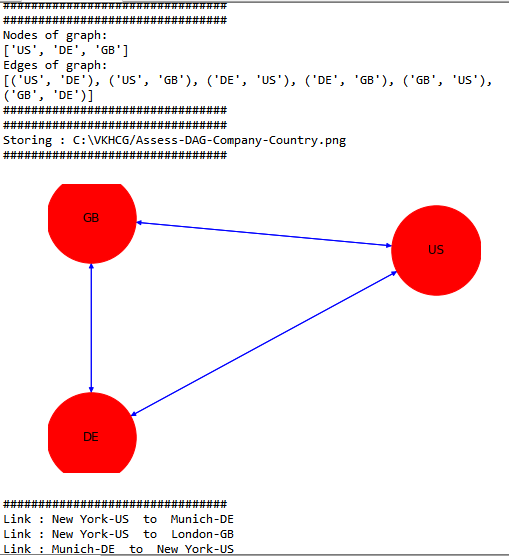 ################################
################################
Nodes of graph:
['US', 'DE', 'GB']
Edges of graph:
[('US', 'DE'), ('US', 'GB'), ('DE', 'US'), ('DE', 'GB'), ('GB', 'US'),
('GB', 'DE')]
################################
################################
Storing : C:\VKHCG/Assess-DAG-Company-Country.png
################################
GB
US
DE
################################
Link : New York-US  to  Munich-DE
Link : New York-US  to  London-GB
Link : Munich-DE  to  New York-US